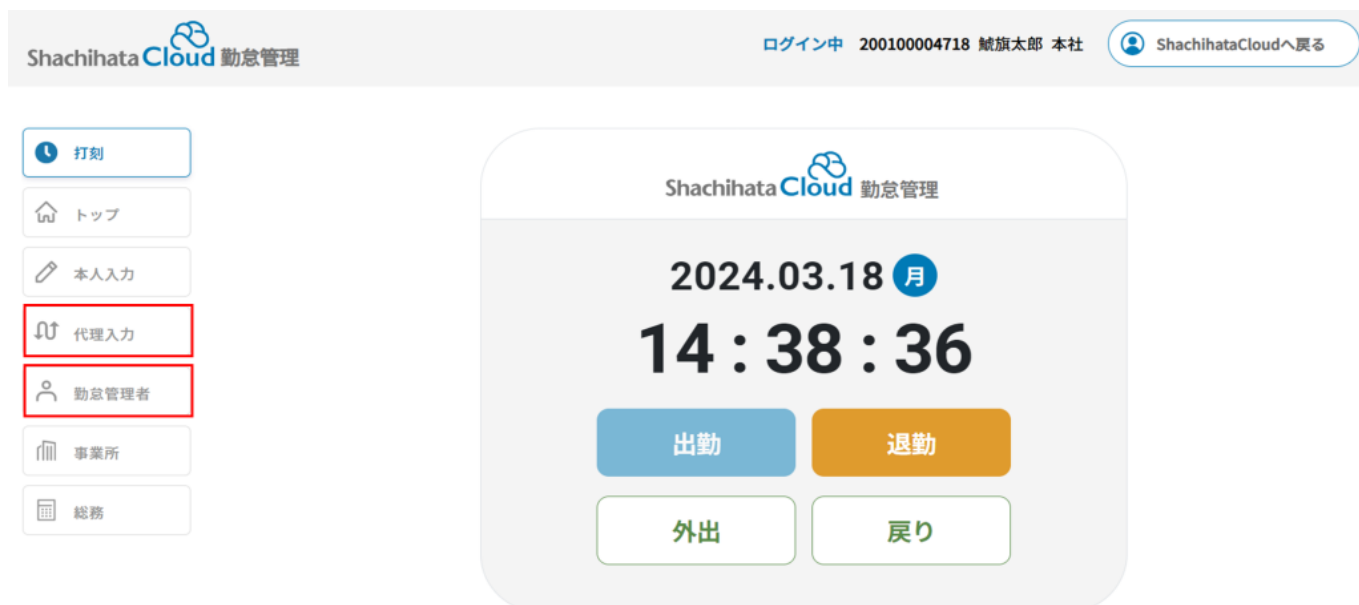 Shachihata Cloud 勤怠管理
ログイン中 200100004718 鯱旗太郎 本社
ShachihataCloudへ戻る
打刻
トップ
本人入力
代理入力
勤怠管理者
事業所
総務
Shachihata Cloud 勤怠管理
2024.03.18 月
14 : 38 : 36
出勤
退勤
外出
戻り